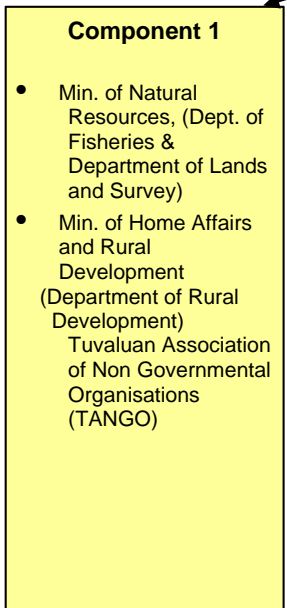 Component 1
• Min. of Natural
Resources, (Dept. of
Fisheries &
Department of Lands
and Survey)
• Min. of Home Affairs
and Rural
Development
(Department of Rural
Development)
Tuvaluan Association
of Non Governmental
Organisations
(TANGO)